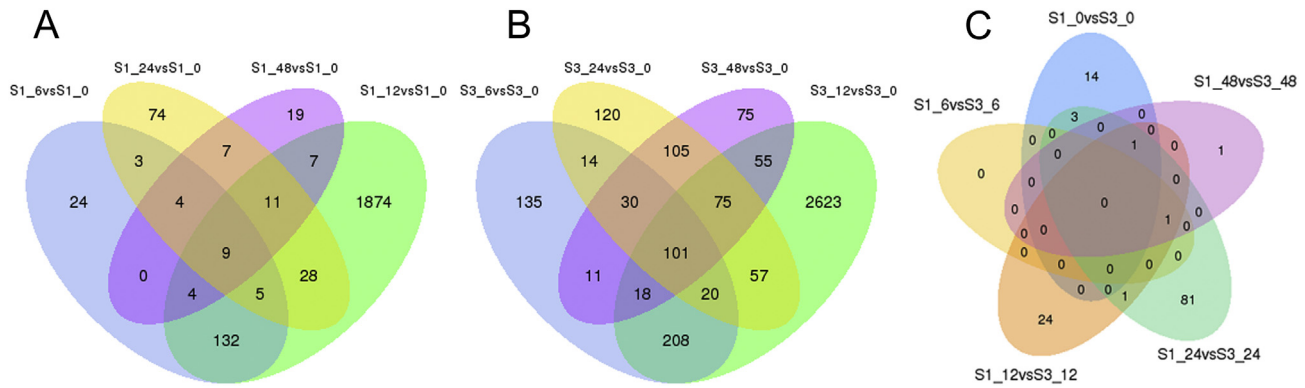 A B C
S1_0vsS3_0
S1_24vsS1_0 S1_48vsS1_0 S3_24vsS3_0 S3_48vsS3_0
S1_6vsS1_0 S1_12vsS1_0 S3_6vsS3_0 S3_12vsS3_0
S1_48vsS3_48
S1_6vsS3_6
74 19 120 75
14
3 7 7 14 105 55
3 0 0 0
0 0 1 0 0 1
0
24 4 11 1874 135 30 75 2623
0 0
0 0 0 1 0
9 101
0 0 0
0 28 11 57
0 0 0 0 0
4 5 18 20
0 0 1 81
24
132 208
S1_24vsS3_24
S1_12vsS3_12